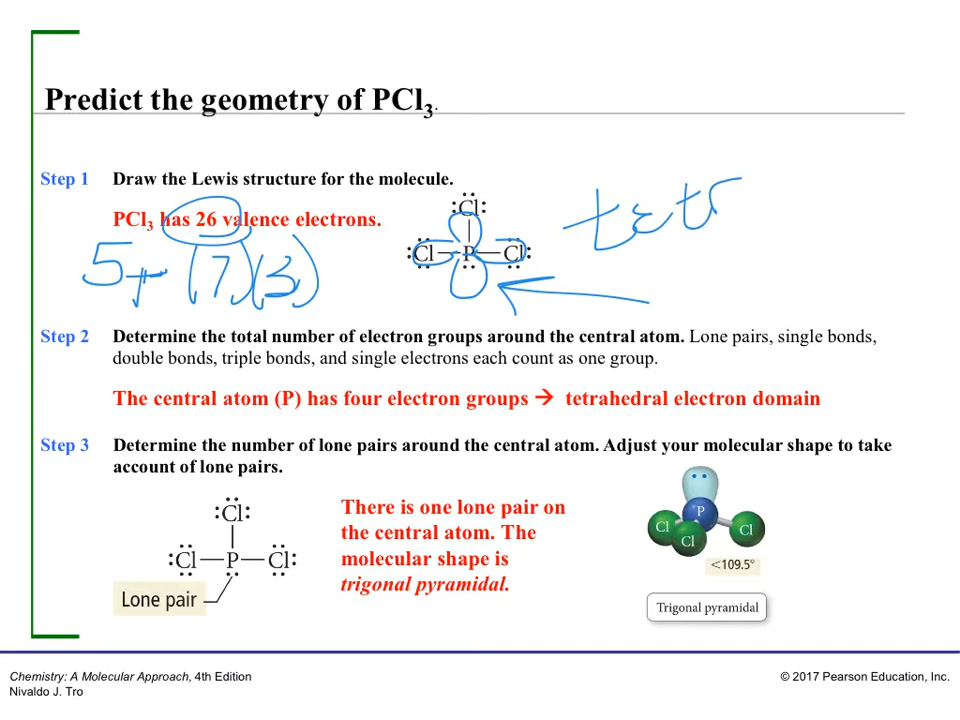 Predict the geometry of PCl3.
Step 1 Draw the Lewis structure for the molecule.
PCl3 has 26 valence electrons.
5+ (7)(3)
:Cl:
:Cl—P—Cl:
tetr
Step 2 Determine the total number of electron groups around the central atom. Lone pairs, single bonds,
double bonds, triple bonds, and single electrons each count as one group.
The central atom (P) has four electron groups → tetrahedral electron domain
Step 3 Determine the number of lone pairs around the central atom. Adjust your molecular shape to take
account of lone pairs.
:Cl:
:Cl—P—Cl:
Lone pair
There is one lone pair on
the central atom. The
molecular shape is
trigonal pyramidal.
P
Cl
Cl
Cl
<109.5°
Trigonal pyramidal
Chemistry: A Molecular Approach, 4th Edition
Nivaldo J. Tro
© 2017 Pearson Education, Inc.